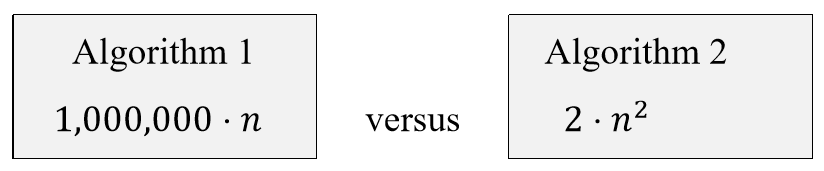 Algorithm 1
1,000,000 · n
versus
Algorithm 2
2 · n²